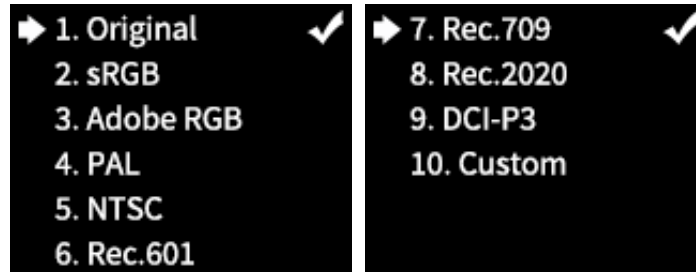 1. Original
2. sRGB
3. Adobe RGB
4. PAL
5. NTSC
6. Rec.601
7. Rec.709
8. Rec.2020
9. DCI-P3
10. Custom